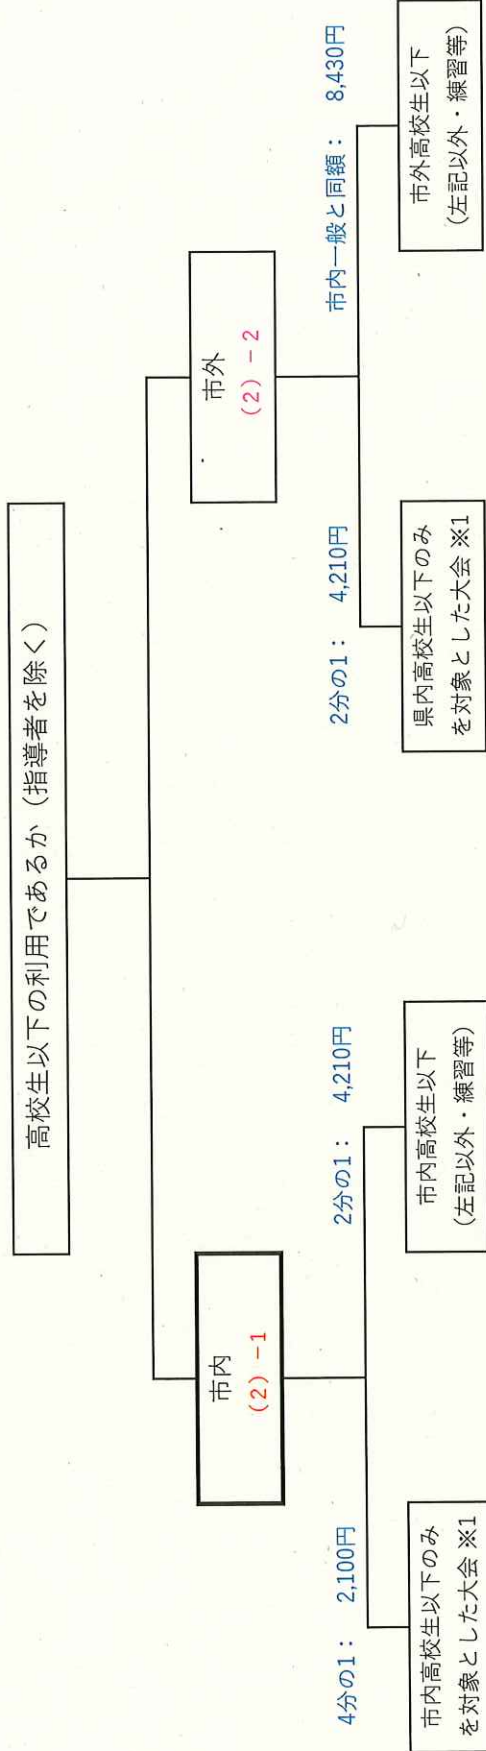 高校生以下の利用であるか（指導者を除く）
市内
（2）－1
市外
（2）－2
4分の1： 2,100円
2分の1： 4,210円
2分の1： 4,210円
市内一般と同額： 8,430円
市内高校生以下のみ
を対象とした大会 ※1
市内高校生以下
（左記以外・練習等）
県内高校生以下のみ
を対象とした大会 ※1
市外高校生以下
（左記以外・練習等）